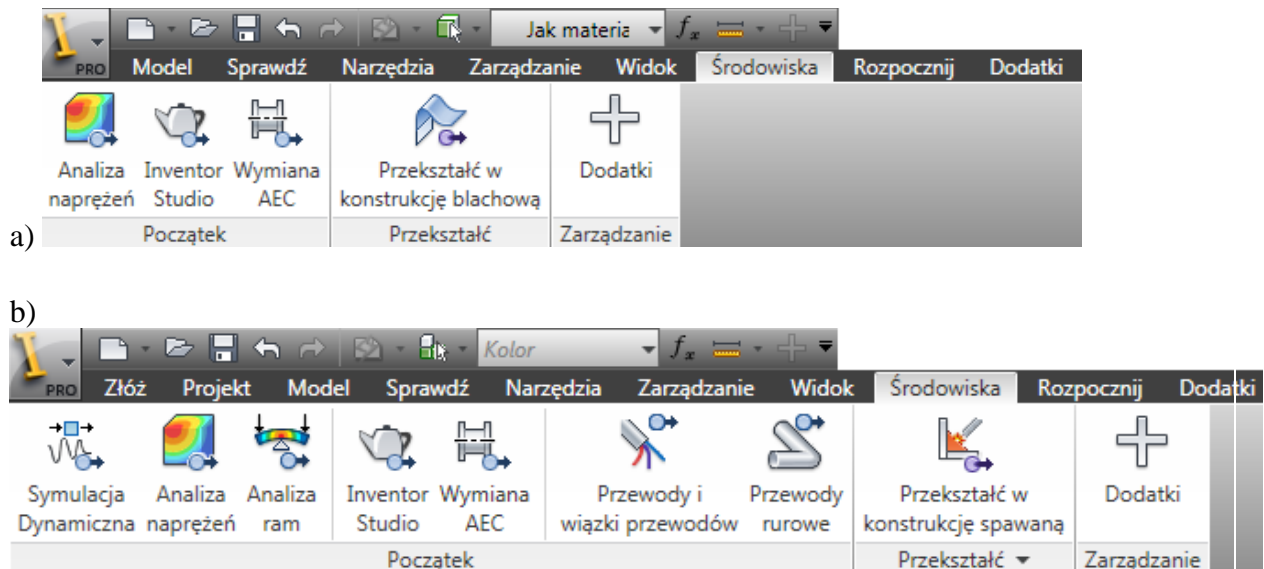 Jak materia fx
PRO Model Sprawdź Narzędzia Zarządzanie Widok Środowiska Rozpocznij Dodatki
Analiza Inventor Wymiana Przekształć w Dodatki
naprężeń Studio AEC konstrukcję blachową
a) Początek Przekształć Zarządzanie
b)
Kolor fx
PRO Złóż Projekt Model Sprawdź Narzędzia Zarządzanie Widok Środowiska Rozpocznij Dodatki
Symulacja Analiza Analiza Inventor Wymiana Przewody i Przewody Przekształć w Dodatki
Dynamiczna naprężeń ram Studio AEC wiązki przewodów rurowe konstrukcję spawaną
Początek Przekształć Zarządzanie